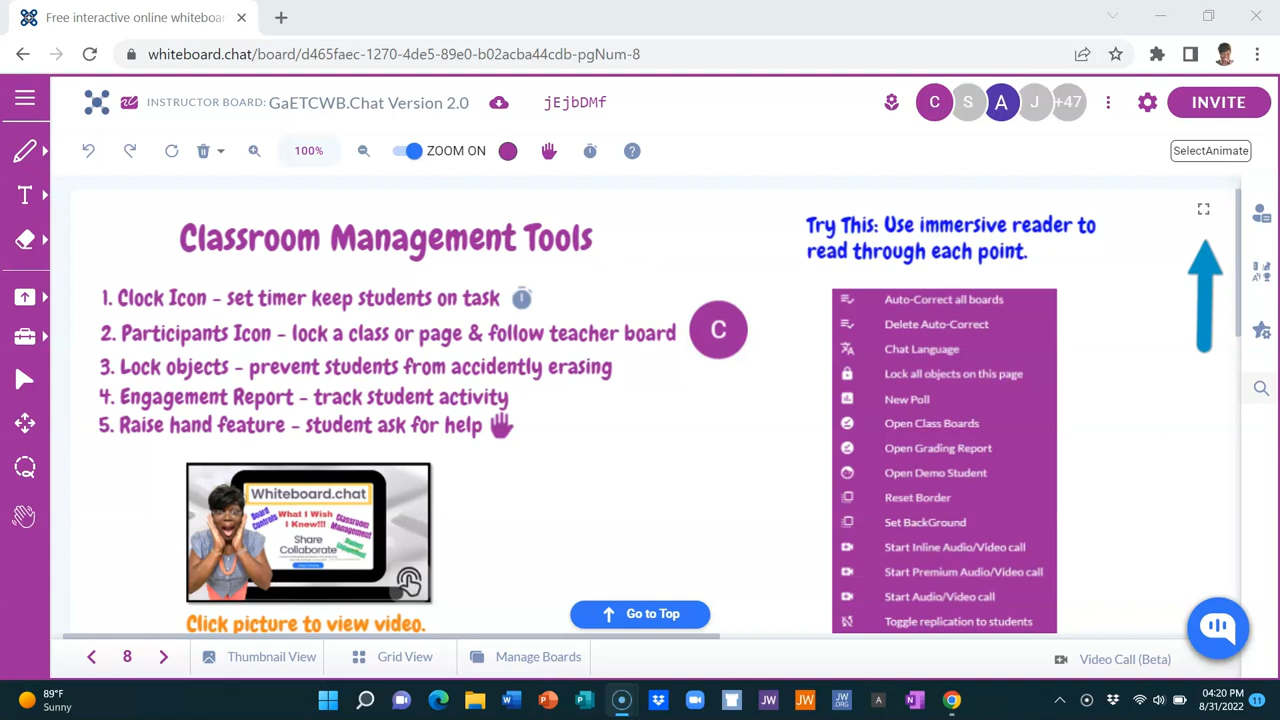 Free interactive online whiteboa
whiteboard.chat/board/d465faec-1270-4de5-89e0-b02acba44cdb-pgNum-8
INSTRUCTOR BOARD: GaETCWB.Chat Version 2.0
jEjbDMf
C
S
A
J
+47
INVITE
100%
ZOOM ON
SelectAnimate
Classroom Management Tools
Try This: Use immersive reader to
read through each point.
1. Clock Icon - set timer keep students on task
2. Participants Icon - lock a class or page & follow teacher board
C
3. Lock objects - prevent students from accidently erasing
4. Engagement Report - track student activity
5. Raise hand feature - student ask for help
Auto-Correct all boards
Delete Auto-Correct
Chat Language
Lock all objects on this page
New Poll
Open Class Boards
Open Grading Report
Open Demo Student
Reset Border
Set BackGround
Start Inline Audio/Video call
Start Premium Audio/Video call
Start Audio/Video call
Toggle replication to students
Whiteboard.chat
Board
Controls
What I Wish
I Knew!!!
Classroom
Management
Share
Collaborate
Click picture to view video.
Go to Top
8
Thumbnail View
Grid View
Manage Boards
Video Call (Beta)
89°F
Sunny
04:20 PM
8/31/2022